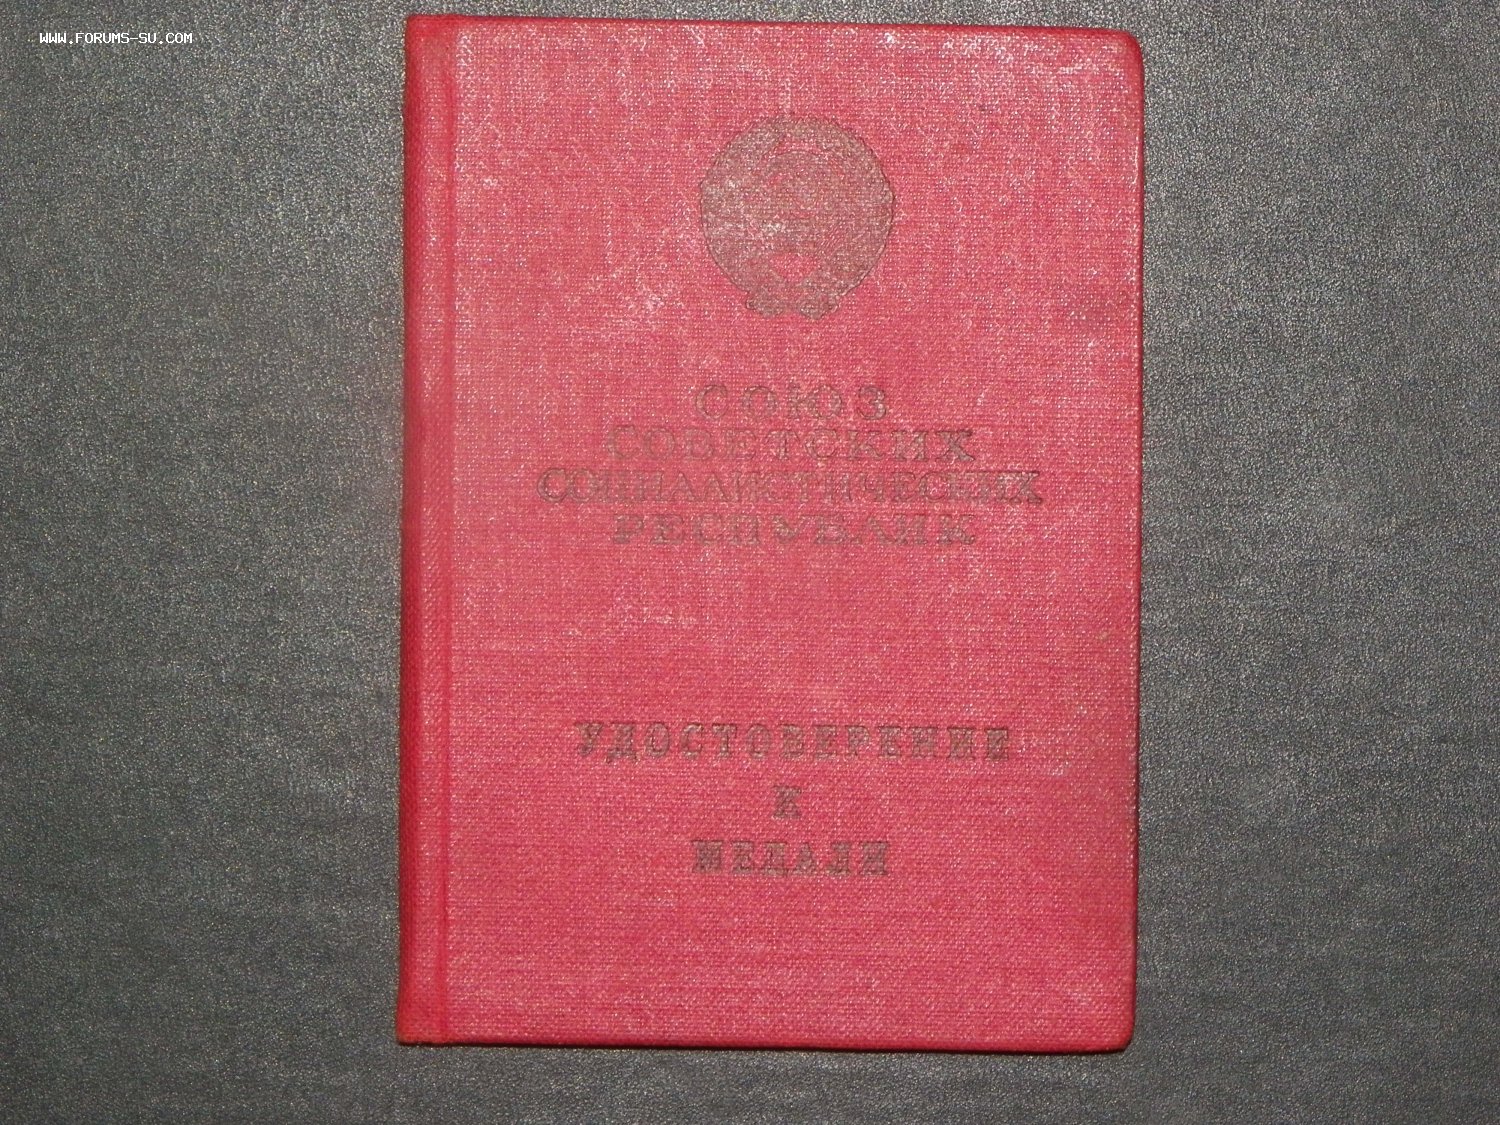 WWW.FORUMS-SU.COM
СОЮЗ
СОВЕТСКИХ
СОЦИАЛИСТИЧЕСКИХ
РЕСПУБЛИК
УДОСТОВЕРЕНИЕ
К
МЕДАЛИ